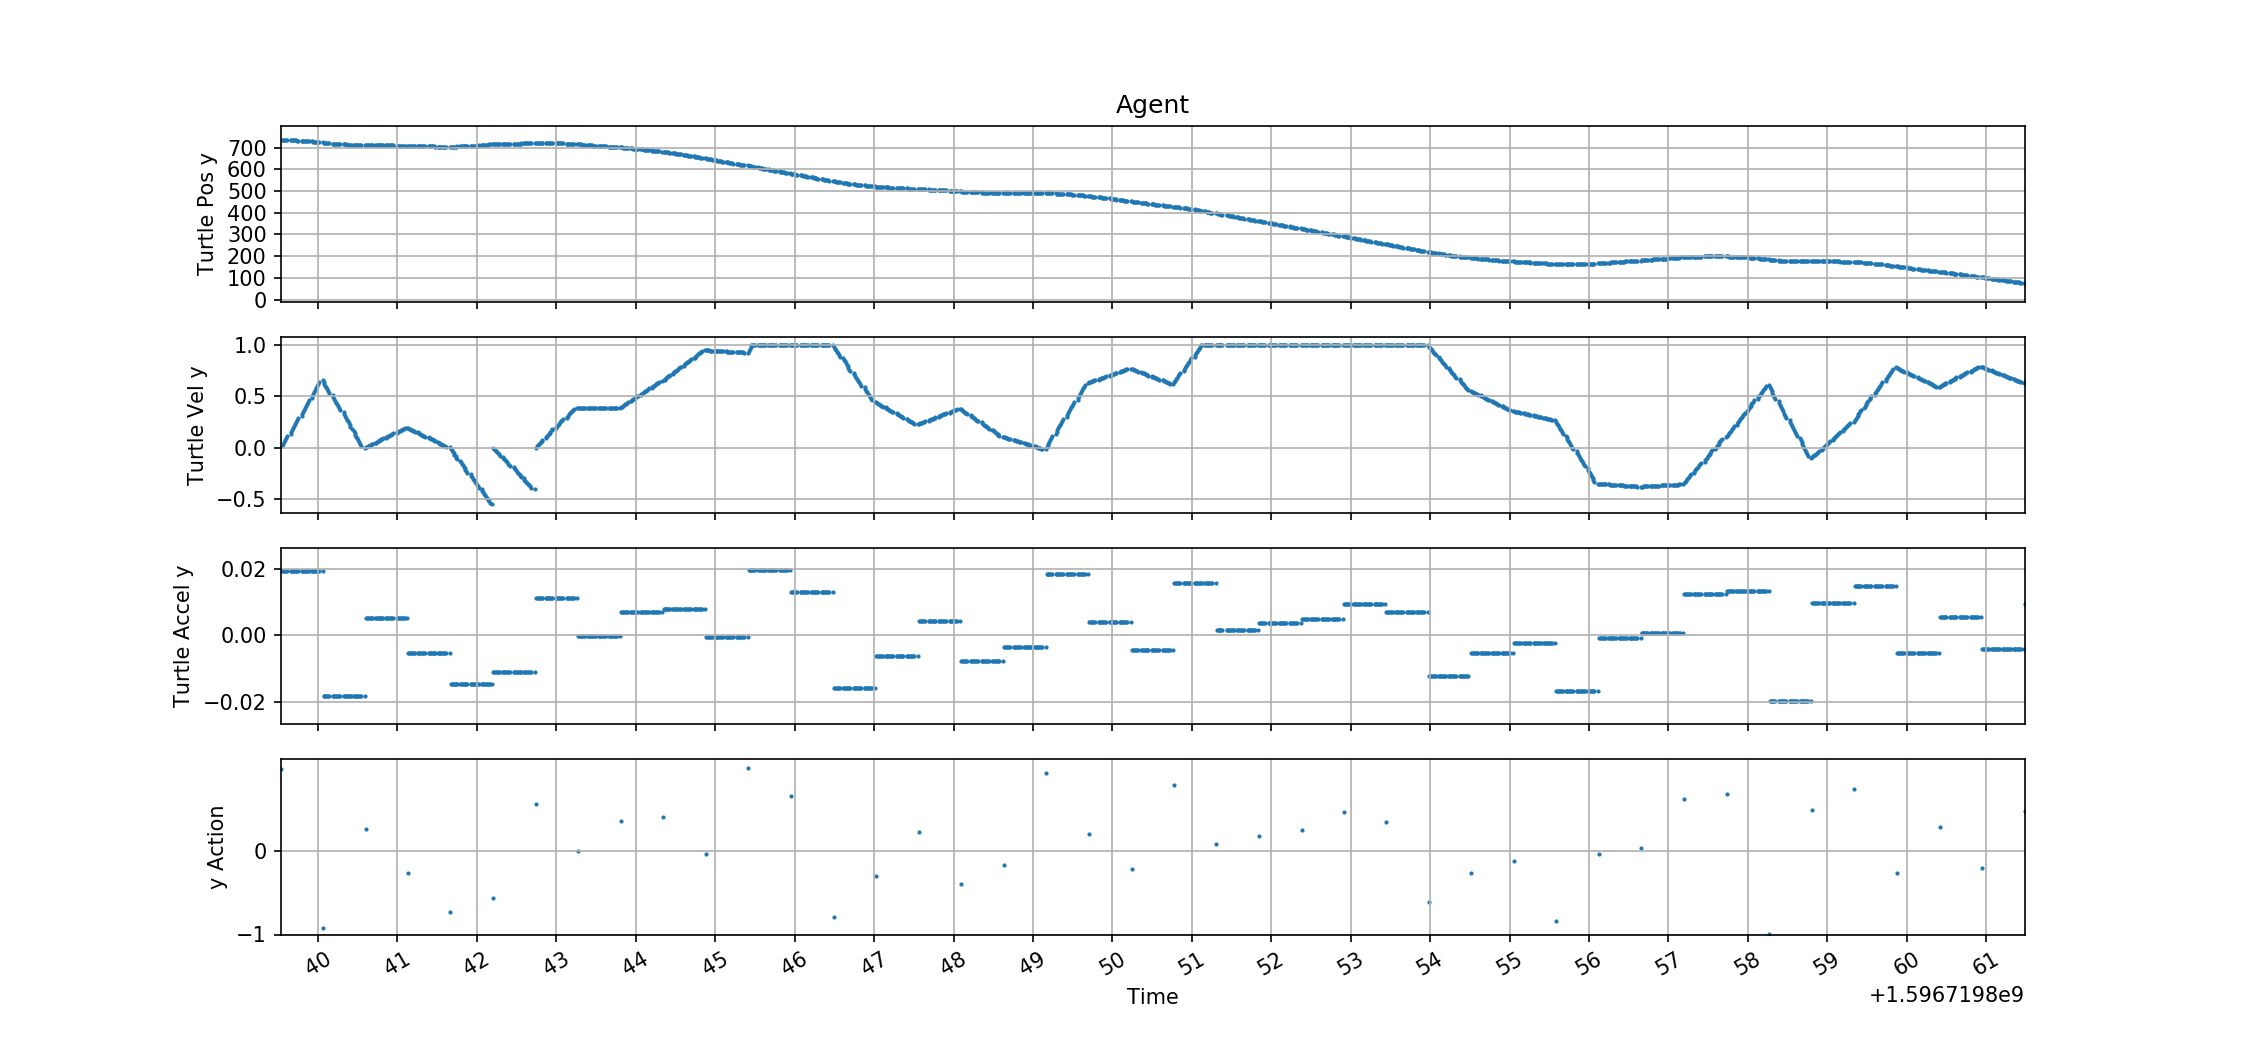 Agent
Turtle Pos y
700
600
500
400
300
200
100
0
Turtle Vel y
1.0
0.5
0.0
−0.5
Turtle Accel y
0.02
0.00
−0.02
y Action
0
−1
40 41 42 43 44 45 46 47 48 49 50 51 52 53 54 55 56 57 58 59 60 61
Time
+1.5967198e9